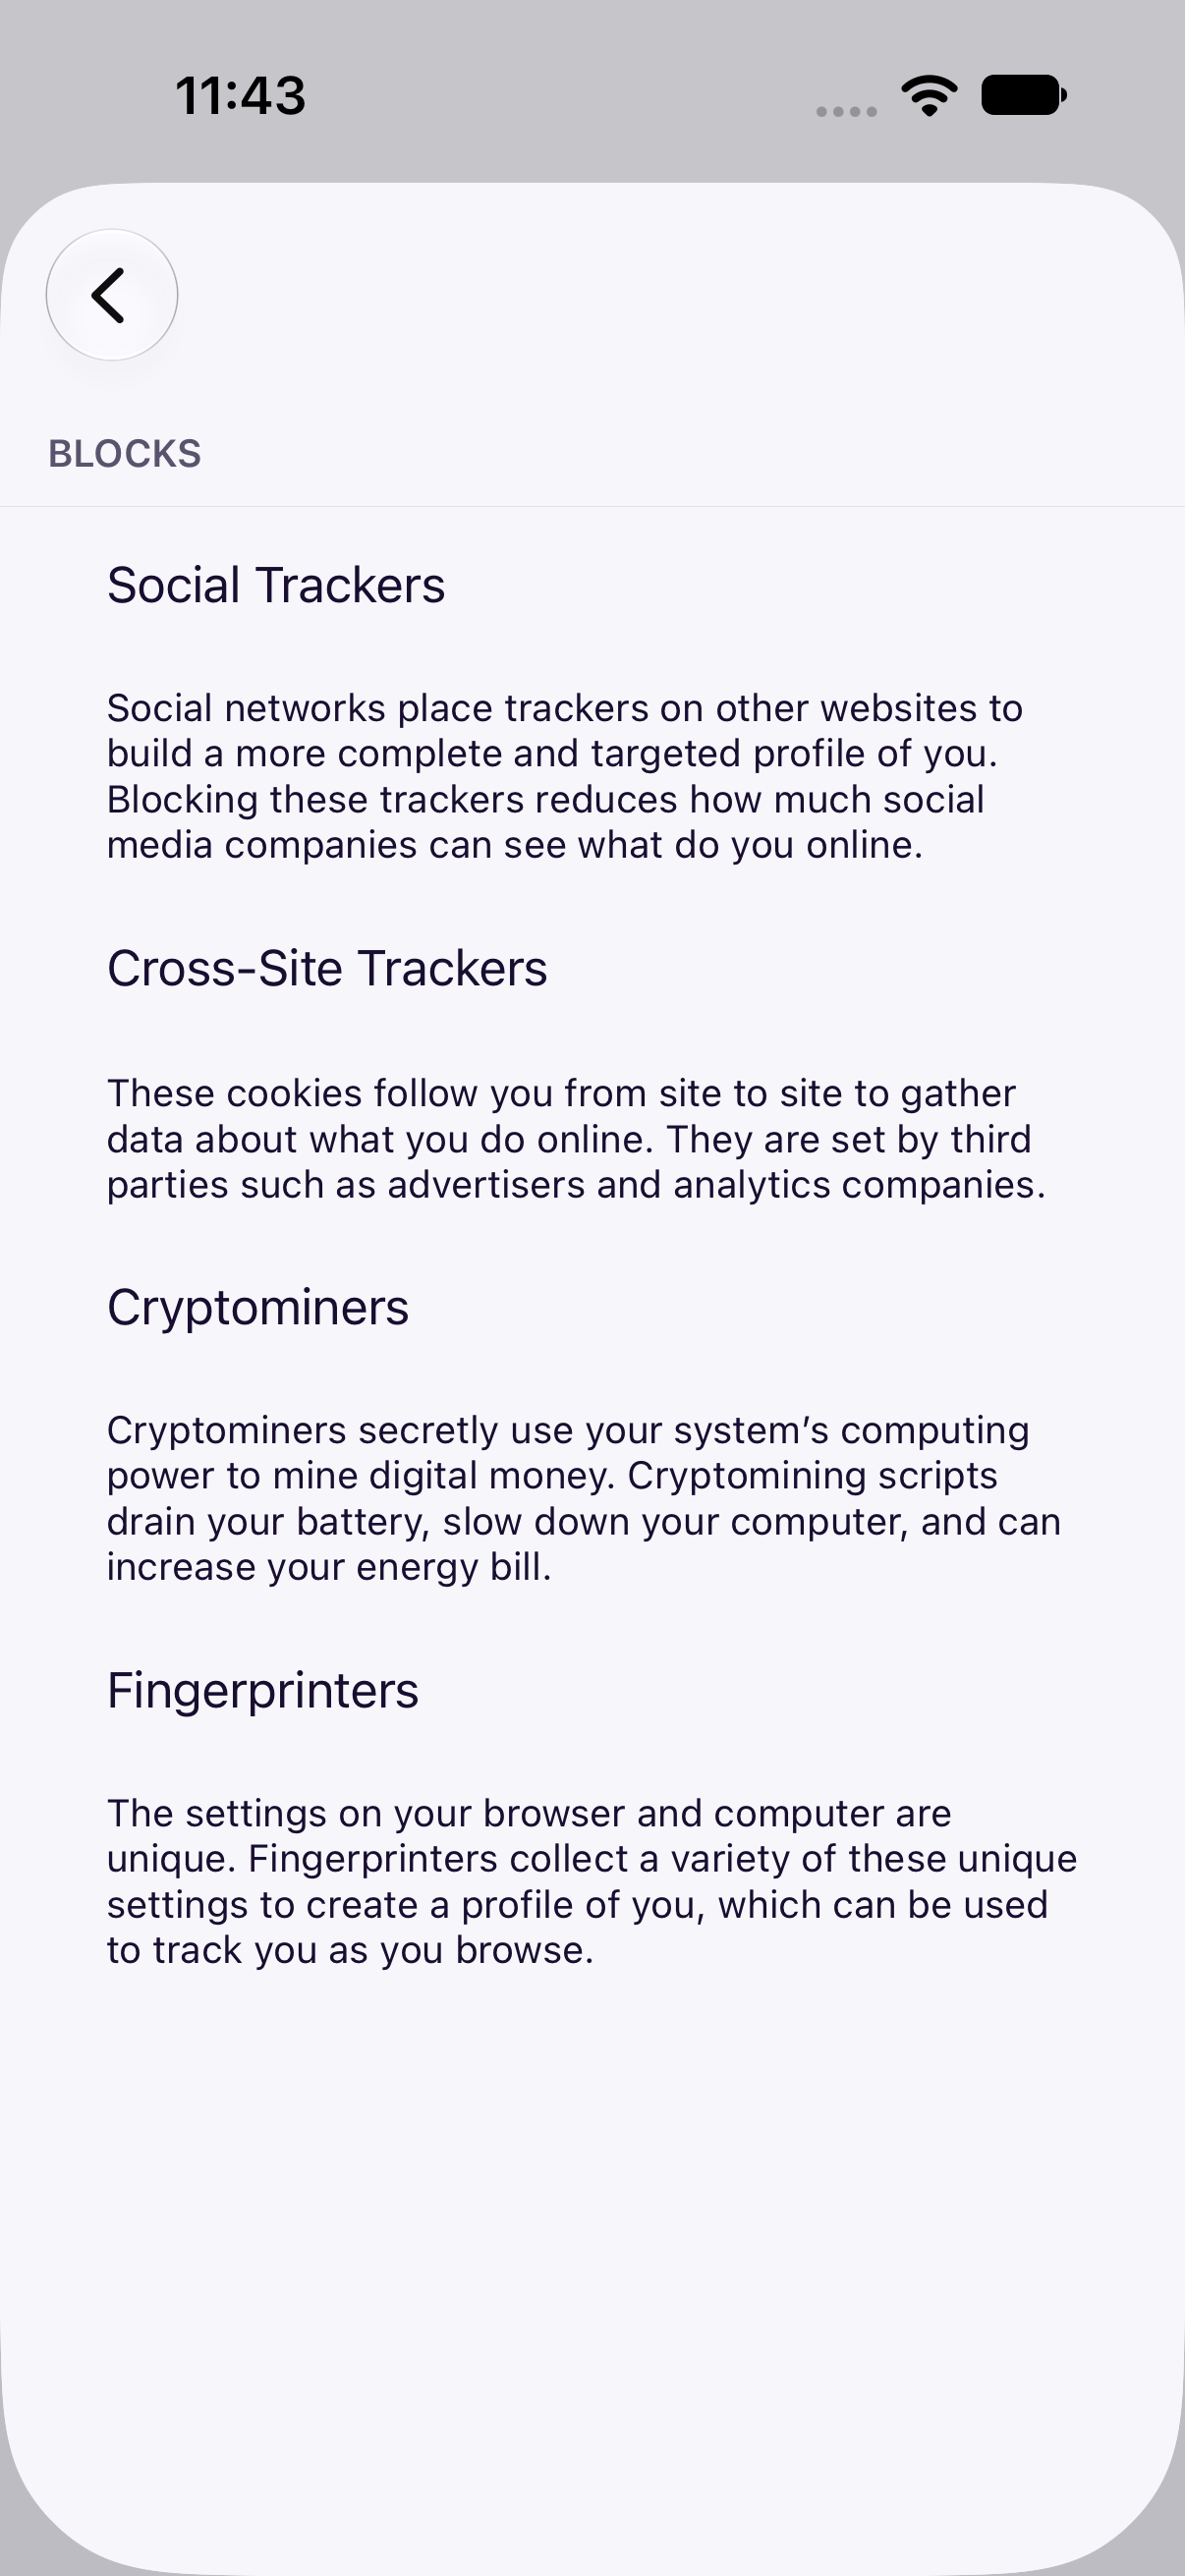 11:43
BLOCKS
Social Trackers
Social networks place trackers on other websites to
build a more complete and targeted profile of you.
Blocking these trackers reduces how much social
media companies can see what do you online.
Cross-Site Trackers
These cookies follow you from site to site to gather
data about what you do online. They are set by third
parties such as advertisers and analytics companies.
Cryptominers
Cryptominers secretly use your system’s computing
power to mine digital money. Cryptomining scripts
drain your battery, slow down your computer, and can
increase your energy bill.
Fingerprinters
The settings on your browser and computer are
unique. Fingerprinters collect a variety of these unique
settings to create a profile of you, which can be used
to track you as you browse.